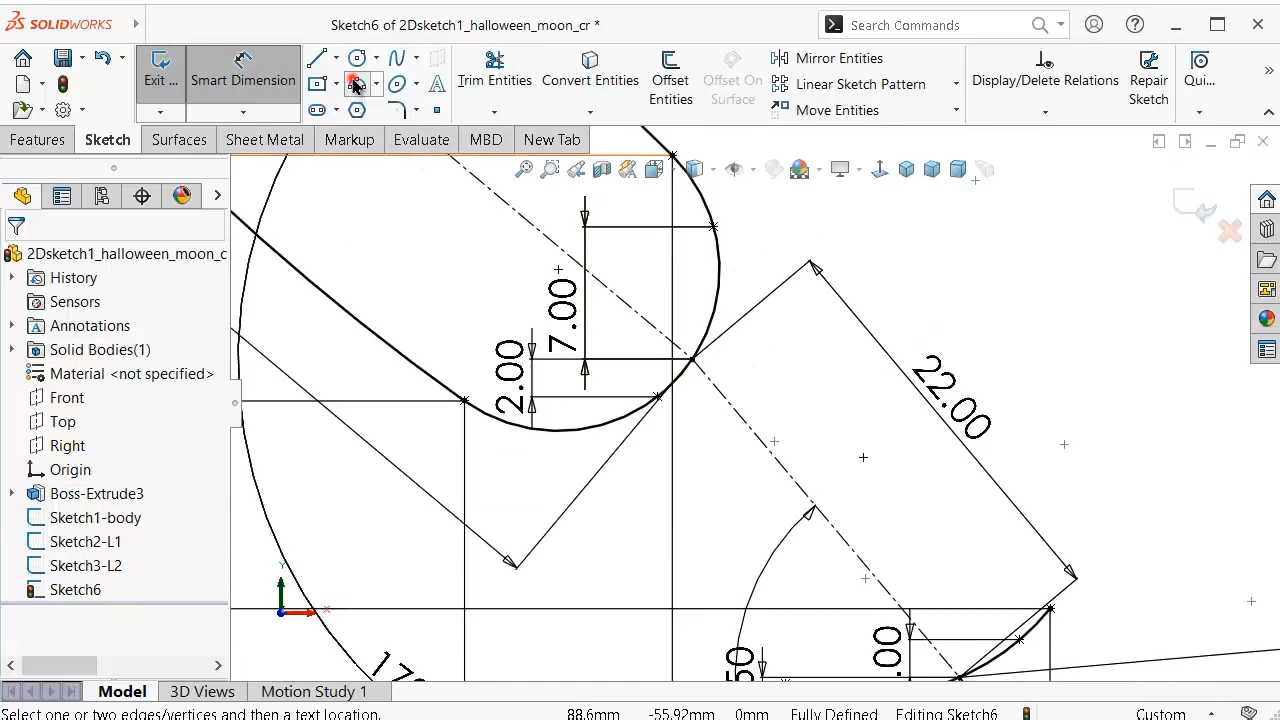 SOLIDWORKS
Sketch6 of 2Dsketch1_halloween_moon_cr *
Search Commands
Exit ...
Smart Dimension
Trim Entities
Convert Entities
Offset Entities
Offset On Surface
Mirror Entities
Linear Sketch Pattern
Move Entities
Display/Delete Relations
Repair Sketch
Qui...
Features
Sketch
Surfaces
Sheet Metal
Markup
Evaluate
MBD
New Tab
2Dsketch1_halloween_moon_c
History
Sensors
Annotations
Solid Bodies(1)
Material <not specified>
Front
Top
Right
Origin
Boss-Extrude3
Sketch1-body
Sketch2-L1
Sketch3-L2
Sketch6
7.00
2.00
22.00
.00
50
Y
X
Model
3D Views
Motion Study 1
Select one or two edges/vertices and then a text location.
886mm
-55.92mm
0mm
Fully Defined
Editing Sketch6
Custom